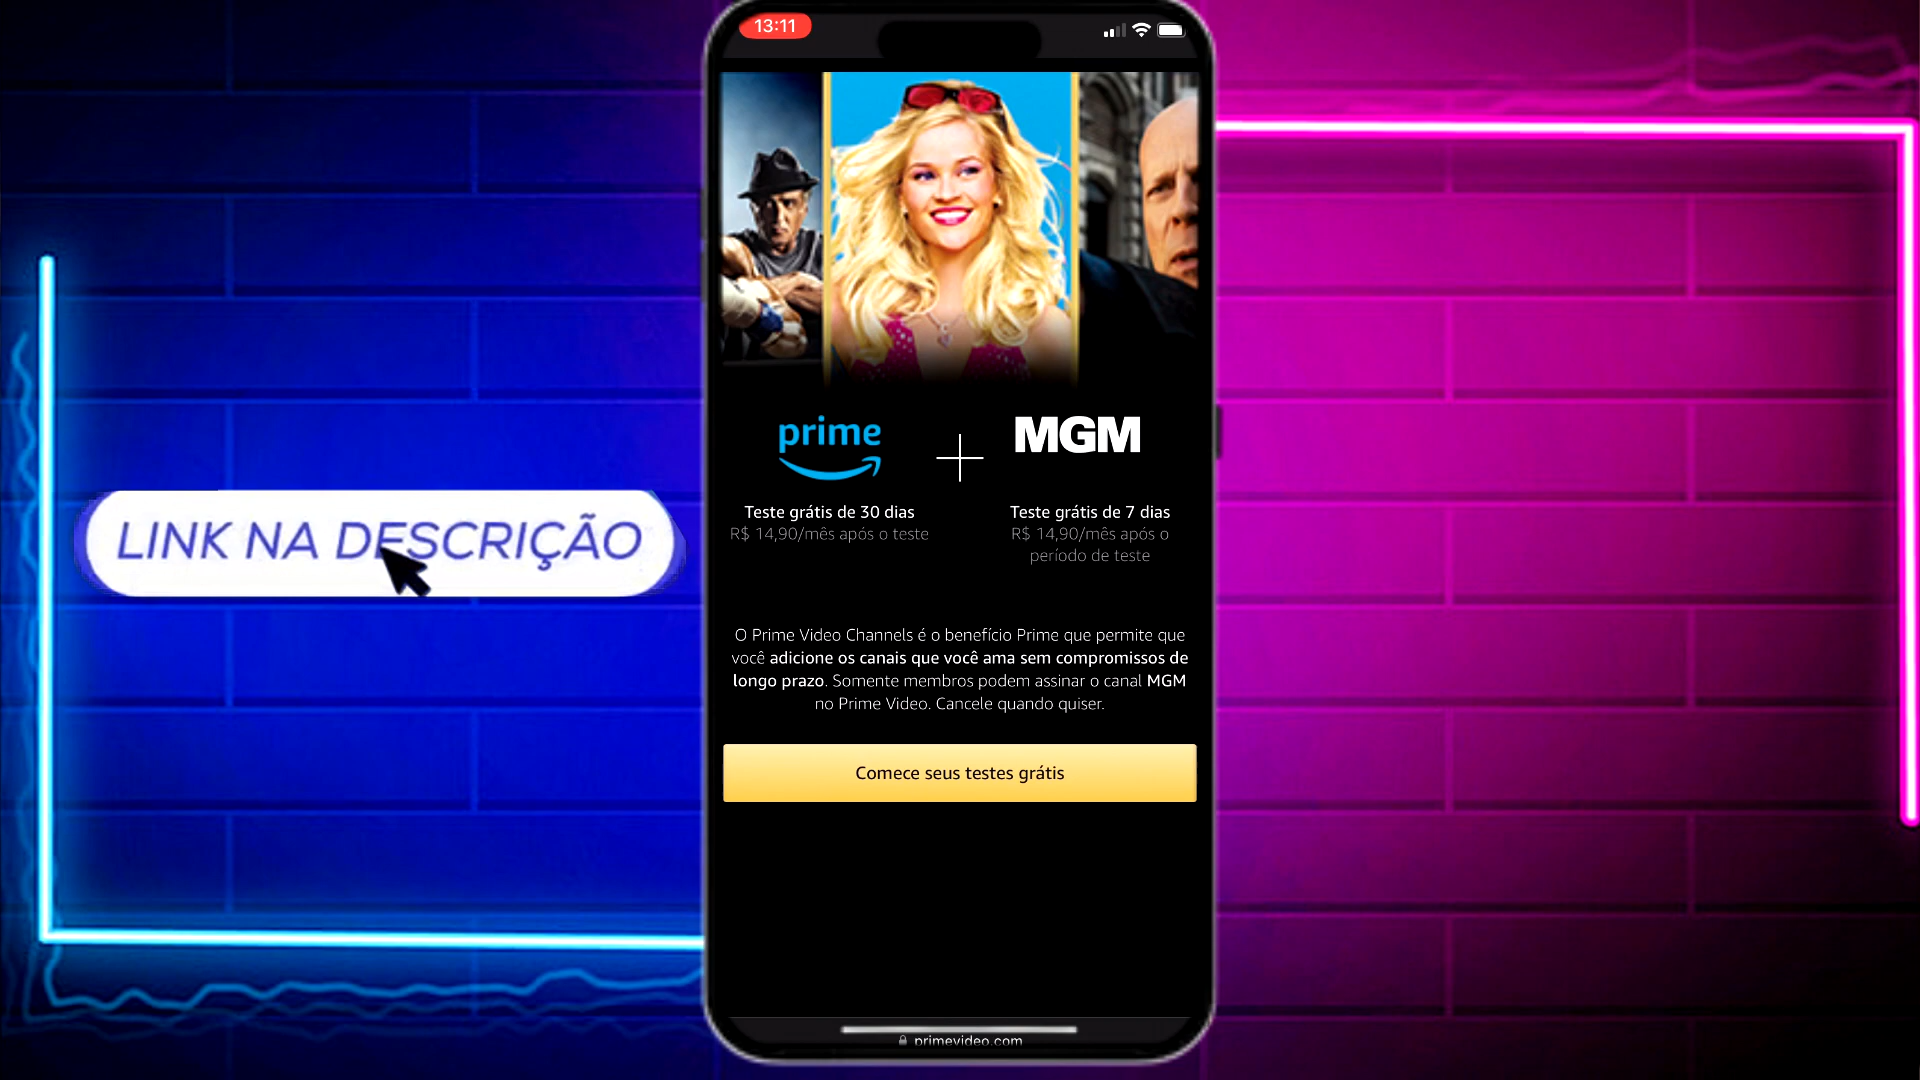 13:11
LINK NA DESCRIÇÃO
prime
MGM
Teste grátis de 30 dias
R$ 14,90/mês após o teste
Teste grátis de 7 dias
R$ 14,90/mês após o
período de teste
O Prime Video Channels é o benefício Prime que permite que
você adicione os canais que você ama sem compromissos de
longo prazo. Somente membros podem assinar o canal MGM
no Prime Video. Cancele quando quiser.
Comece seus testes grátis
primevideo.com